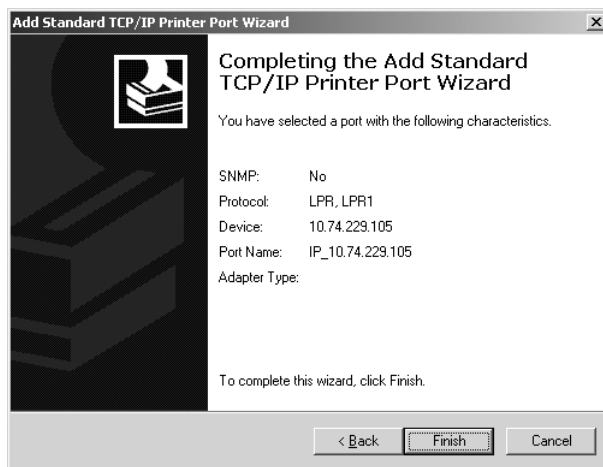 Add Standard TCP/IP Printer Port Wizard
Completing the Add Standard
TCP/IP Printer Port Wizard
You have selected a port with the following characteristics.
SNMP: No
Protocol: LPR, LPR1
Device: 10.74.229.105
Port Name: IP_10.74.229.105
Adapter Type:
To complete this wizard, click Finish.
< Back Finish Cancel